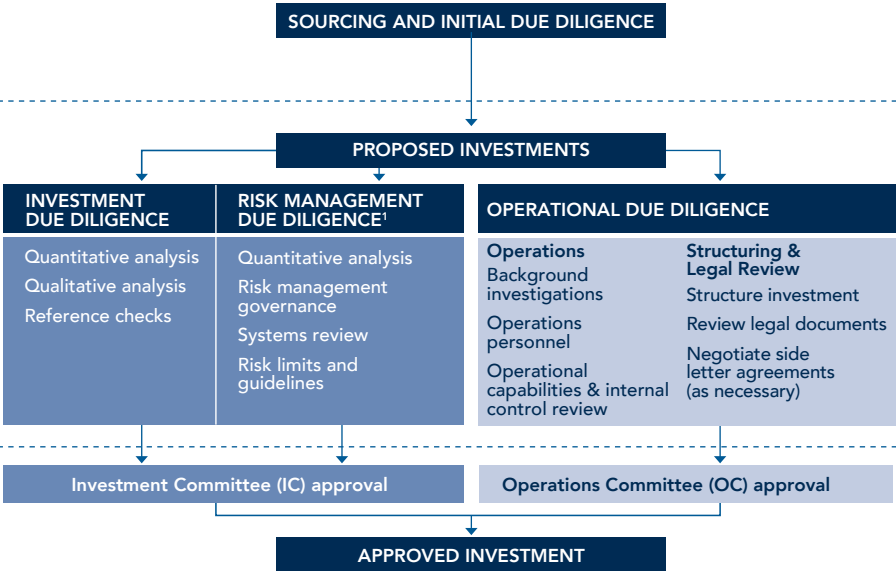 SOURCING AND INITIAL DUE DILIGENCE
PROPOSED INVESTMENTS
INVESTMENT
DUE DILIGENCE
Quantitative analysis
Qualitative analysis
Reference checks
RISK MANAGEMENT
DUE DILIGENCE¹
Quantitative analysis
Risk management
governance
Systems review
Risk limits and
guidelines
OPERATIONAL DUE DILIGENCE
Operations
Background
investigations
Operations
personnel
Operational
capabilities & internal
control review
Structuring &
Legal Review
Structure investment
Review legal documents
Negotiate side
letter agreements
(as necessary)
Investment Committee (IC) approval
Operations Committee (OC) approval
APPROVED INVESTMENT